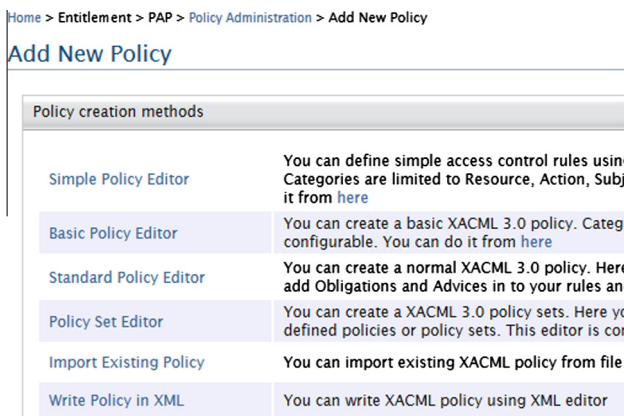 Home > Entitlement > PAP > Policy Administration > Add New Policy
Add New Policy
Policy creation methods
Simple Policy Editor
You can define simple access control rules usin
Categories are limited to Resource, Action, Subj
it from here
Basic Policy Editor
You can create a basic XACML 3.0 policy. Categ
configurable. You can do it from here
Standard Policy Editor
You can create a normal XACML 3.0 policy. Here
add Obligations and Advices in to your rules an
Policy Set Editor
You can create a XACML 3.0 policy sets. Here yo
defined policies or policy sets. This editor is co
Import Existing Policy
You can import existing XACML policy from file
Write Policy in XML
You can write XACML policy using XML editor